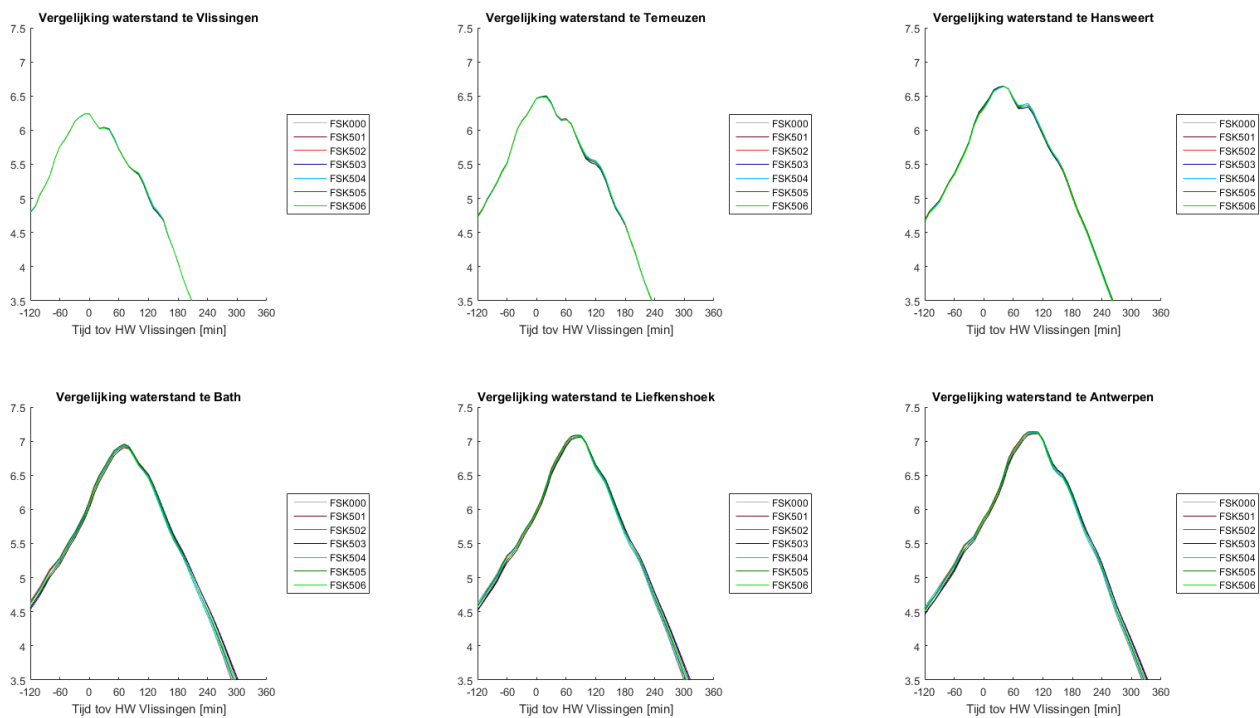 Vergelijking waterstand te Vlissingen
7.5
7
6.5
6
5.5
5
4.5
4
3.5
-120 -60 0 60 120 180 240 300 360
Tijd tov HW Vlissingen [min]
FSK000
FSK501
FSK502
FSK503
FSK504
FSK505
FSK506
Vergelijking waterstand te Terneuzen
7.5
7
6.5
6
5.5
5
4.5
4
3.5
-120 -60 0 60 120 180 240 300 360
Tijd tov HW Vlissingen [min]
FSK000
FSK501
FSK502
FSK503
FSK504
FSK505
FSK506
Vergelijking waterstand te Hansweert
7.5
7
6.5
6
5.5
5
4.5
4
3.5
-120 -60 0 60 120 180 240 300 360
Tijd tov HW Vlissingen [min]
FSK000
FSK501
FSK502
FSK503
FSK504
FSK505
FSK506
Vergelijking waterstand te Bath
7.5
7
6.5
6
5.5
5
4.5
4
3.5
-120 -60 0 60 120 180 240 300 360
Tijd tov HW Vlissingen [min]
FSK000
FSK501
FSK502
FSK503
FSK504
FSK505
FSK506
Vergelijking waterstand te Liefkenshoek
7.5
7
6.5
6
5.5
5
4.5
4
3.5
-120 -60 0 60 120 180 240 300 360
Tijd tov HW Vlissingen [min]
FSK000
FSK501
FSK502
FSK503
FSK504
FSK505
FSK506
Vergelijking waterstand te Antwerpen
7.5
7
6.5
6
5.5
5
4.5
4
3.5
-120 -60 0 60 120 180 240 300 360
Tijd tov HW Vlissingen [min]
FSK000
FSK501
FSK502
FSK503
FSK504
FSK505
FSK506